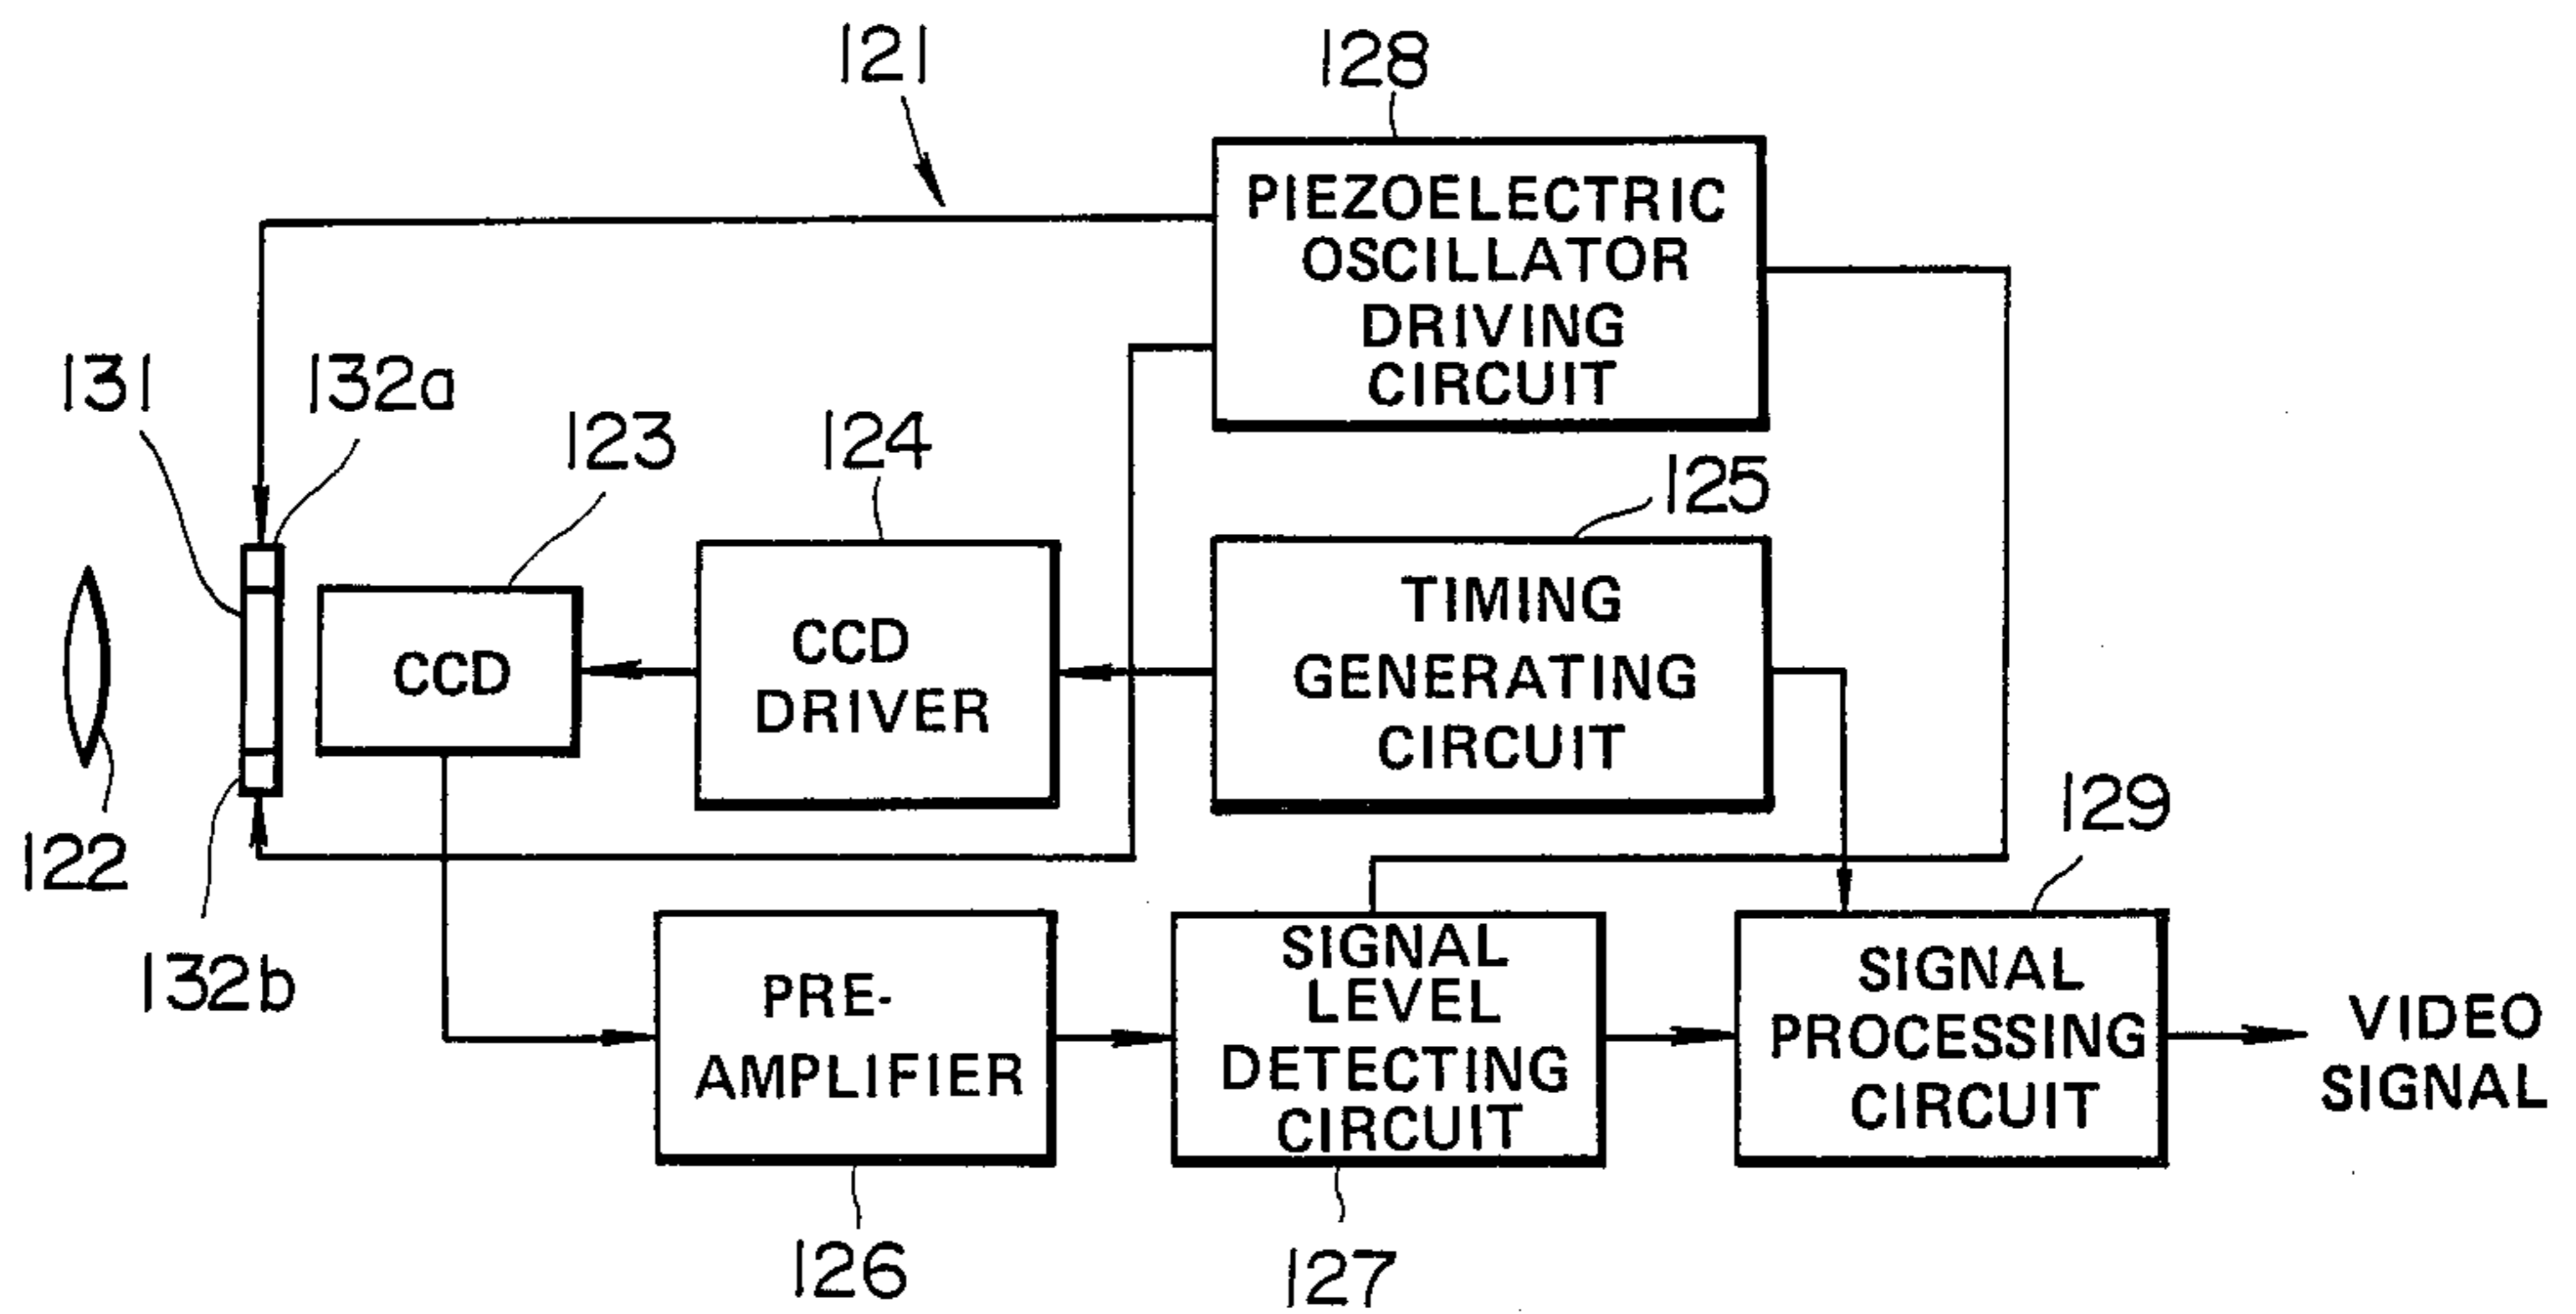 121
128
PIEZOELECTRIC
OSCILLATOR
DRIVING
CIRCUIT
131
132a
123
124
125
CCD
CCD
DRIVER
TIMING
GENERATING
CIRCUIT
122
132b
129
PRE-
AMPLIFIER
SIGNAL
LEVEL
DETECTING
CIRCUIT
SIGNAL
PROCESSING
CIRCUIT
VIDEO
SIGNAL
126
127